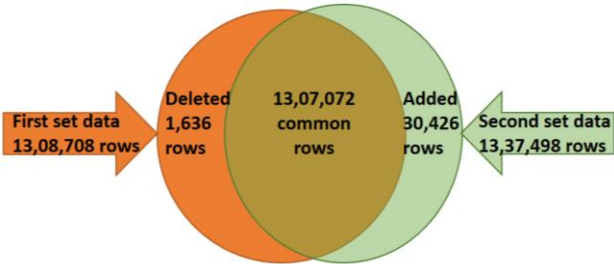 First set data
13,08,708 rows
Deleted
1,636
rows
13,07,072
common
rows
Added
30,426
rows
Second set data
13,37,498 rows